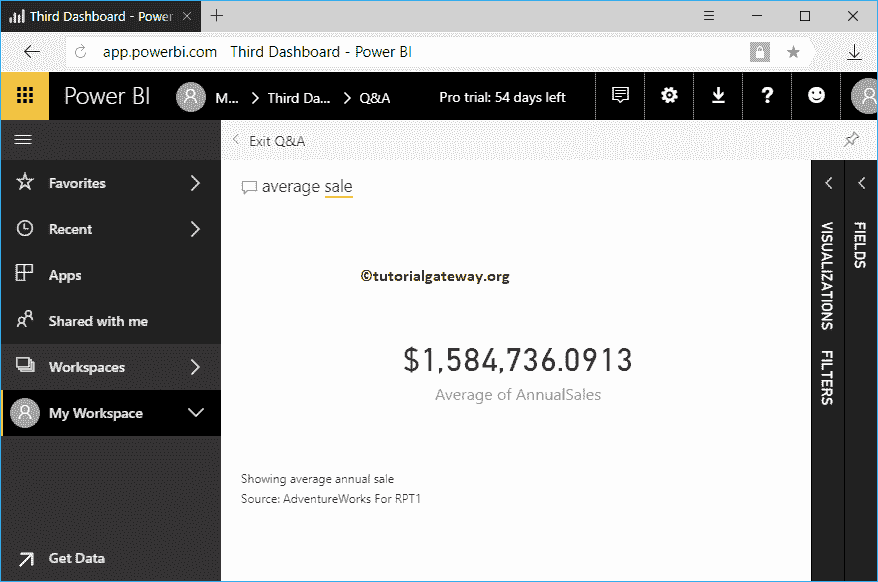 Third Dashboard - Power
app.powerbi.com Third Dashboard - Power BI
Power BI M... Third Da... Q&A Pro trial: 54 days left ?
Exit Q&A
Favorites
Recent
Apps
Shared with me
Workspaces
My Workspace
Get Data
average sale
©tutorialgateway.org
$1,584,736.0913
Average of AnnualSales
Showing average annual sale
Source: AdventureWorks For RPT1
VISUALIZATIONS
FILTERS
FIELDS